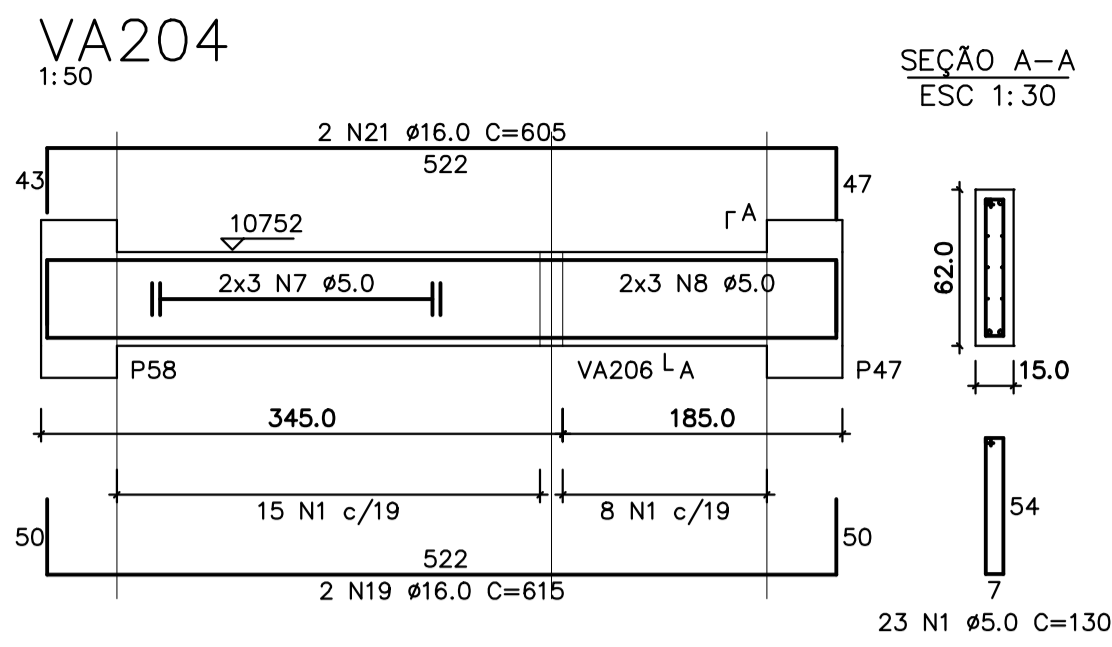 VA204
1:50
SEÇÃO A-A
ESC 1:30
2 N21 ø16.0 C=605
522
43
47
10752
A
2x3 N7 ø5.0
2x3 N8 ø5.0
62.0
P58
VA206
A
P47
15.0
345.0
185.0
15 N1 c/19
8 N1 c/19
50
50
54
522
2 N19 ø16.0 C=615
7
23 N1 ø5.0 C=130